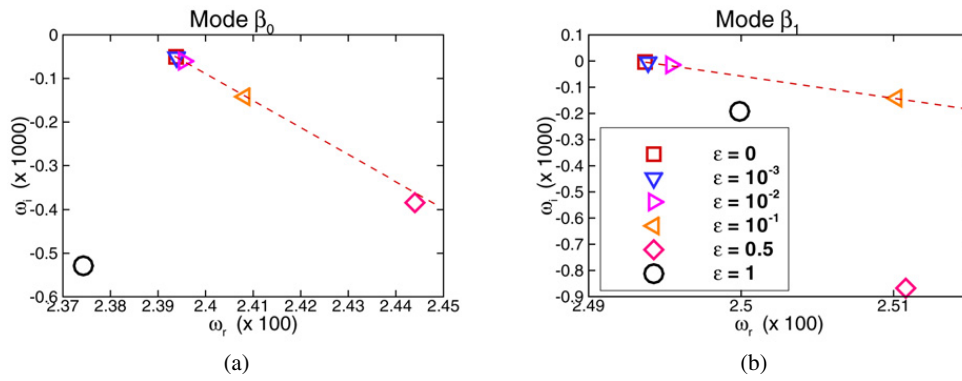 Mode β₀
0
-0.1
-0.2
-0.3
-0.4
-0.5
-0.6
ωᵢ (x 1000)
2.37 2.38 2.39 2.4 2.41 2.42 2.43 2.44 2.45
ωᵣ (x 100)
(a)
Mode β₁
0.1
0
-0.1
-0.2
-0.3
-0.4
-0.5
-0.6
-0.7
-0.8
-0.9
ωᵢ (x 1000)
ε = 0
ε = 10⁻³
ε = 10⁻²
ε = 10⁻¹
ε = 0.5
ε = 1
2.49 2.5 2.51
ωᵣ (x 100)
(b)